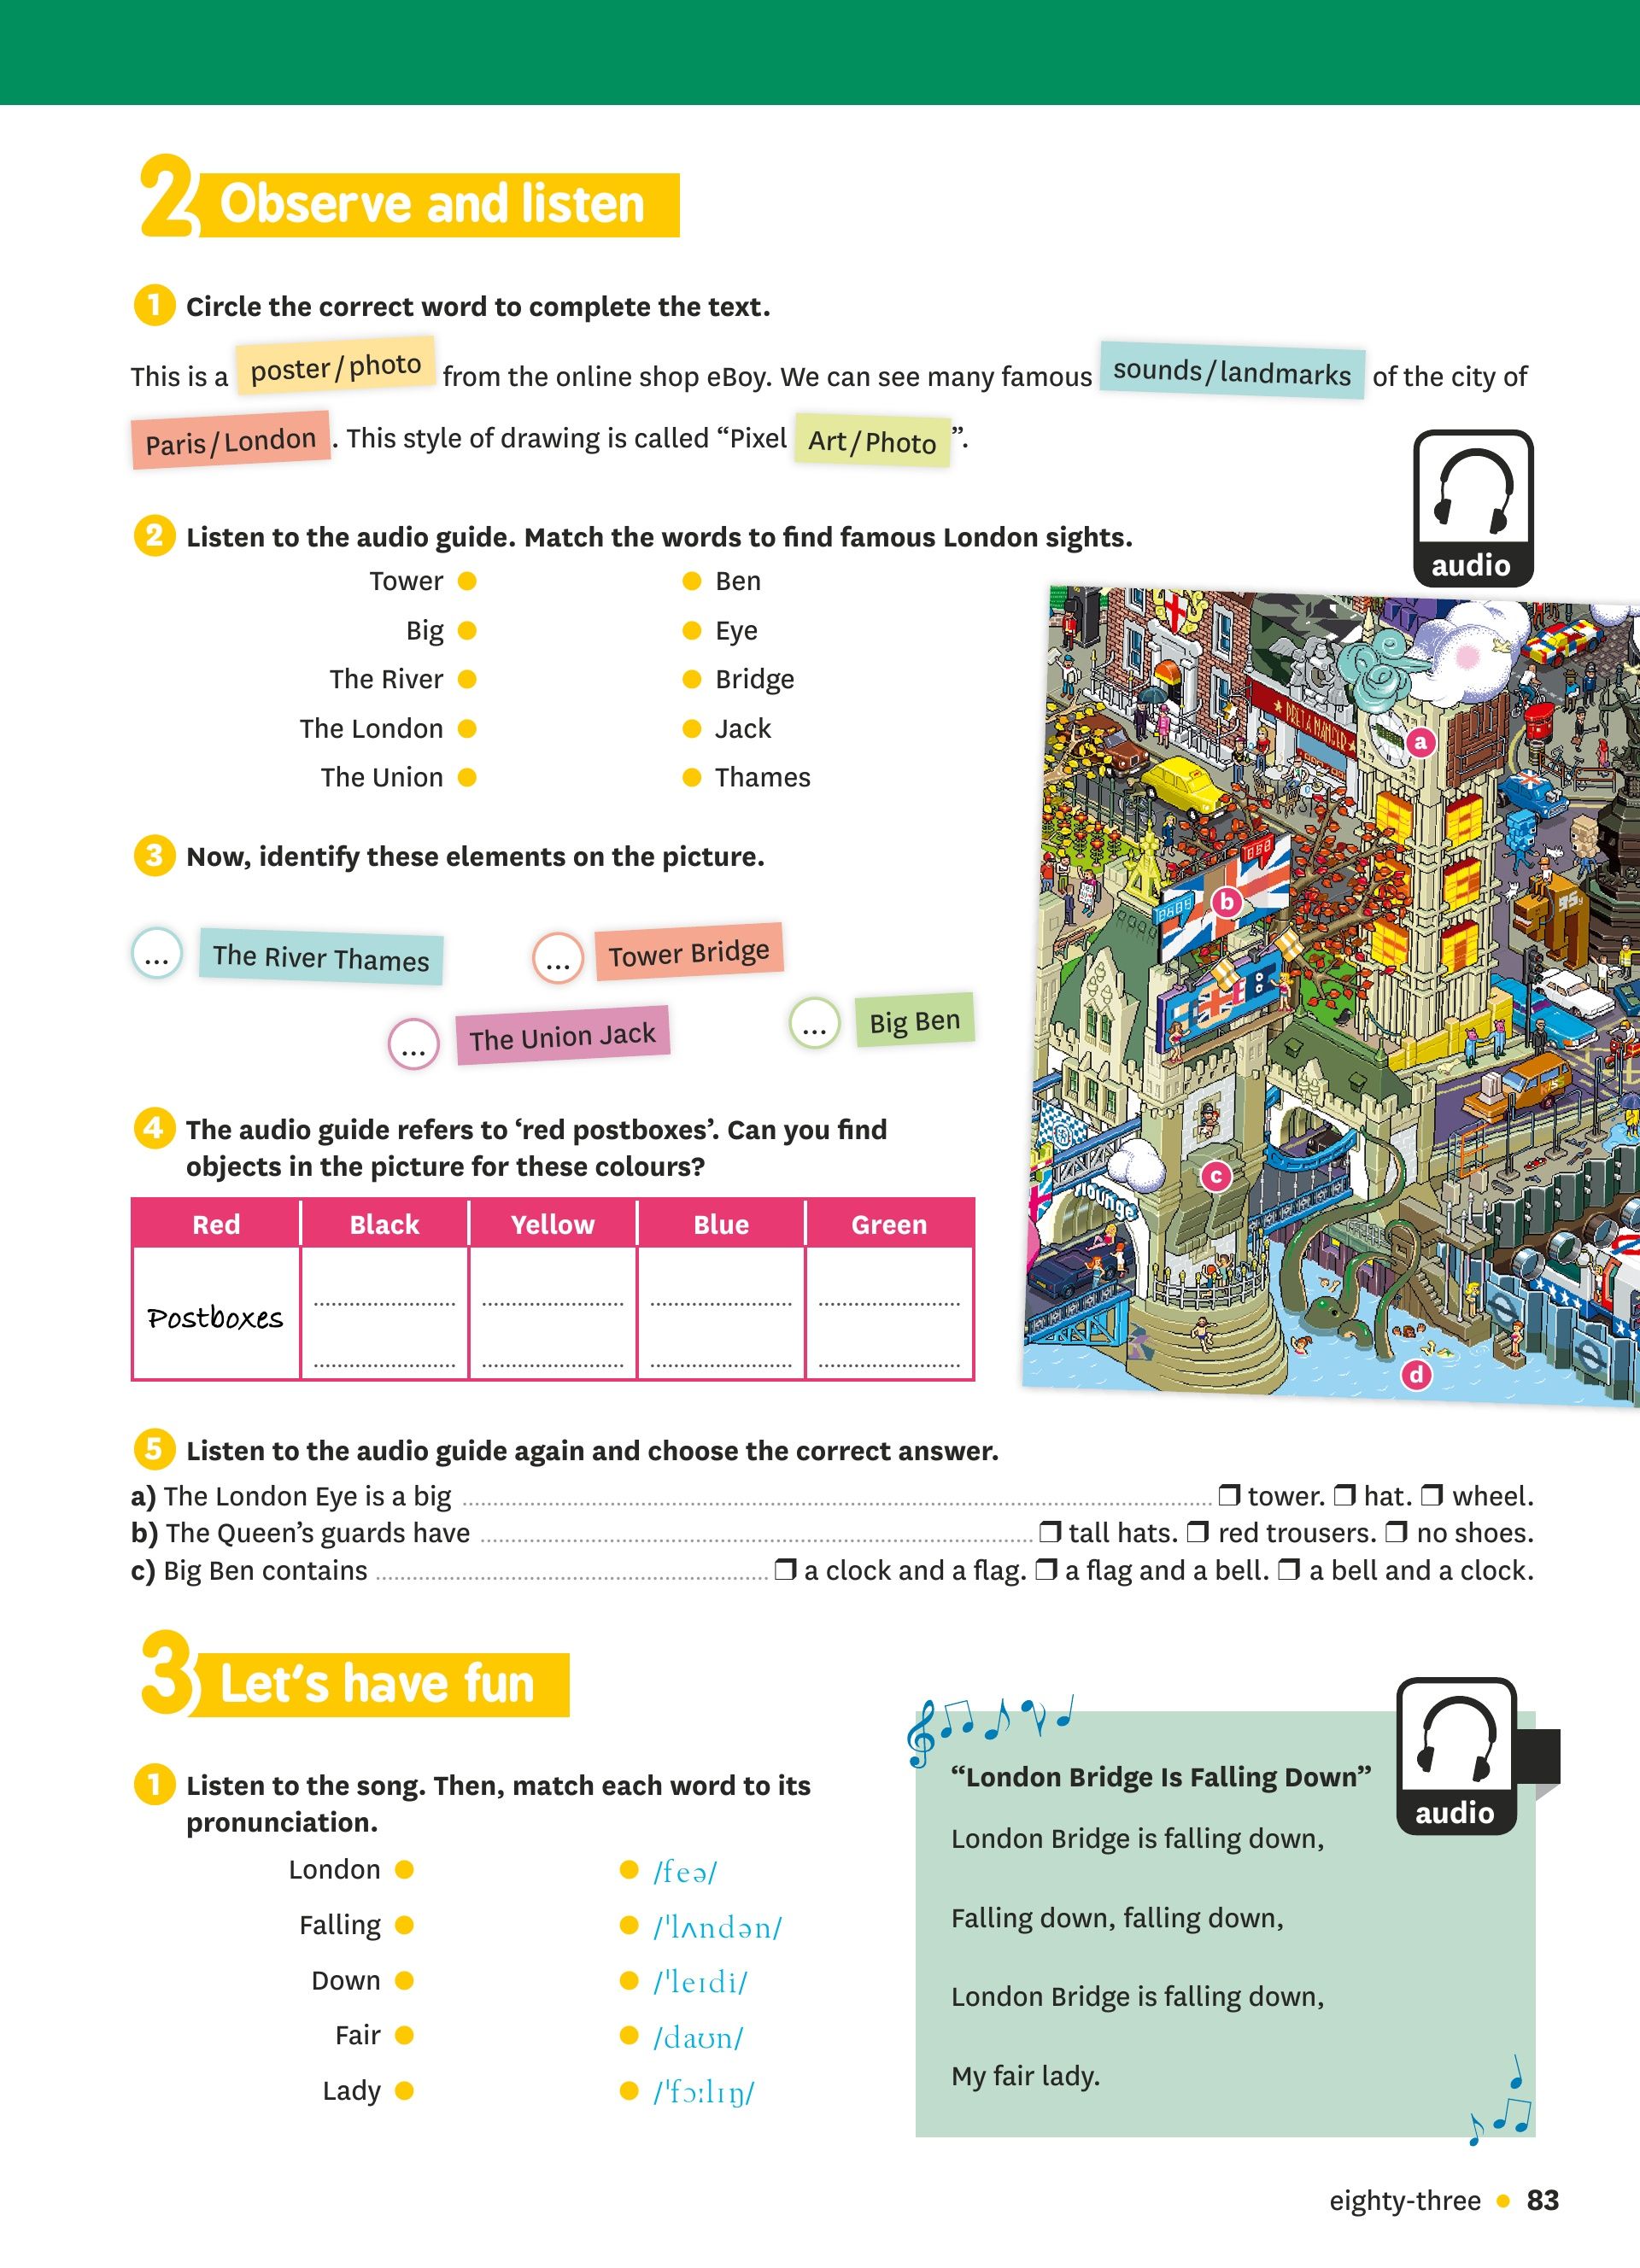 2 Observe and listen
1 Circle the correct word to complete the text.
This is a poster/photo from the online shop eBoy. We can see many famous sounds/landmarks of the city of
Paris/London. This style of drawing is called “Pixel Art/Photo”.
audio
2 Listen to the audio guide. Match the words to find famous London sights.
Tower Ben
Big Eye
The River Bridge
The London Jack
The Union Thames
PRET A MANGER
a
b
c
d
lounge
3 Now, identify these elements on the picture.
... The River Thames
... Tower Bridge
... The Union Jack
... Big Ben
4 The audio guide refers to ‘red postboxes’. Can you find
objects in the picture for these colours?
Red Black Yellow Blue Green
Postboxes
5 Listen to the audio guide again and choose the correct answer.
a) The London Eye is a big ❒ tower. ❒ hat. ❒ wheel.
b) The Queen’s guards have ❒ tall hats. ❒ red trousers. ❒ no shoes.
c) Big Ben contains ❒ a clock and a flag. ❒ a flag and a bell. ❒ a bell and a clock.
3 Let’s have fun
1 Listen to the song. Then, match each word to its
pronunciation.
London /feə/
Falling /ˈlʌndən/
Down /ˈleɪdi/
Fair /daʊn/
Lady /ˈfɔːlɪŋ/
audio
“London Bridge Is Falling Down”
London Bridge is falling down,
Falling down, falling down,
London Bridge is falling down,
My fair lady.
eighty-three • 83